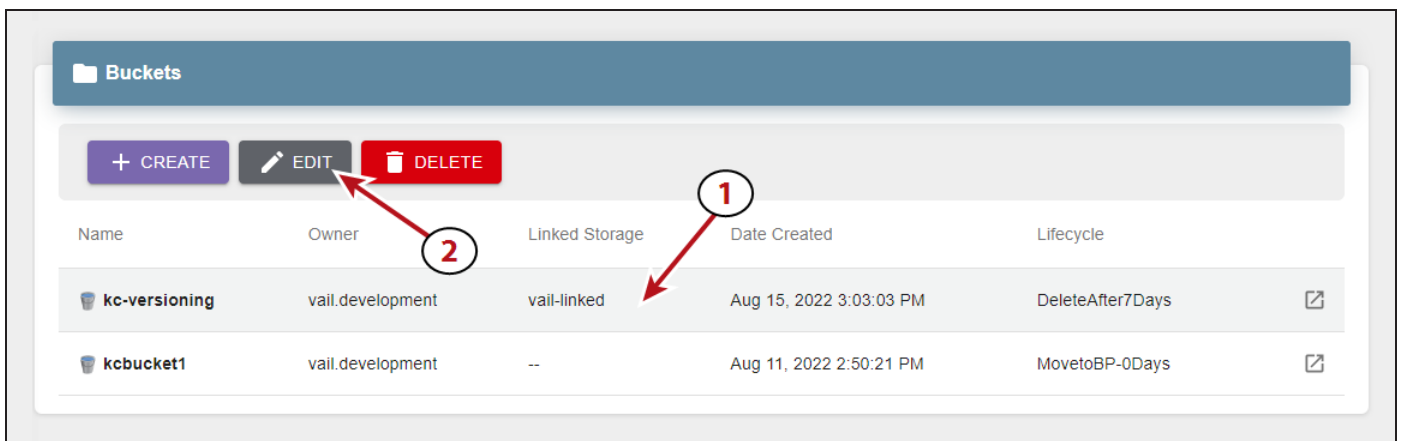 Buckets
CREATE EDIT DELETE
1
2
Name Owner Linked Storage Date Created Lifecycle
kc-versioning vail.development vail-linked Aug 15, 2022 3:03:03 PM DeleteAfter7Days
kcbucket1 vail.development -- Aug 11, 2022 2:50:21 PM MovetoBP-0Days